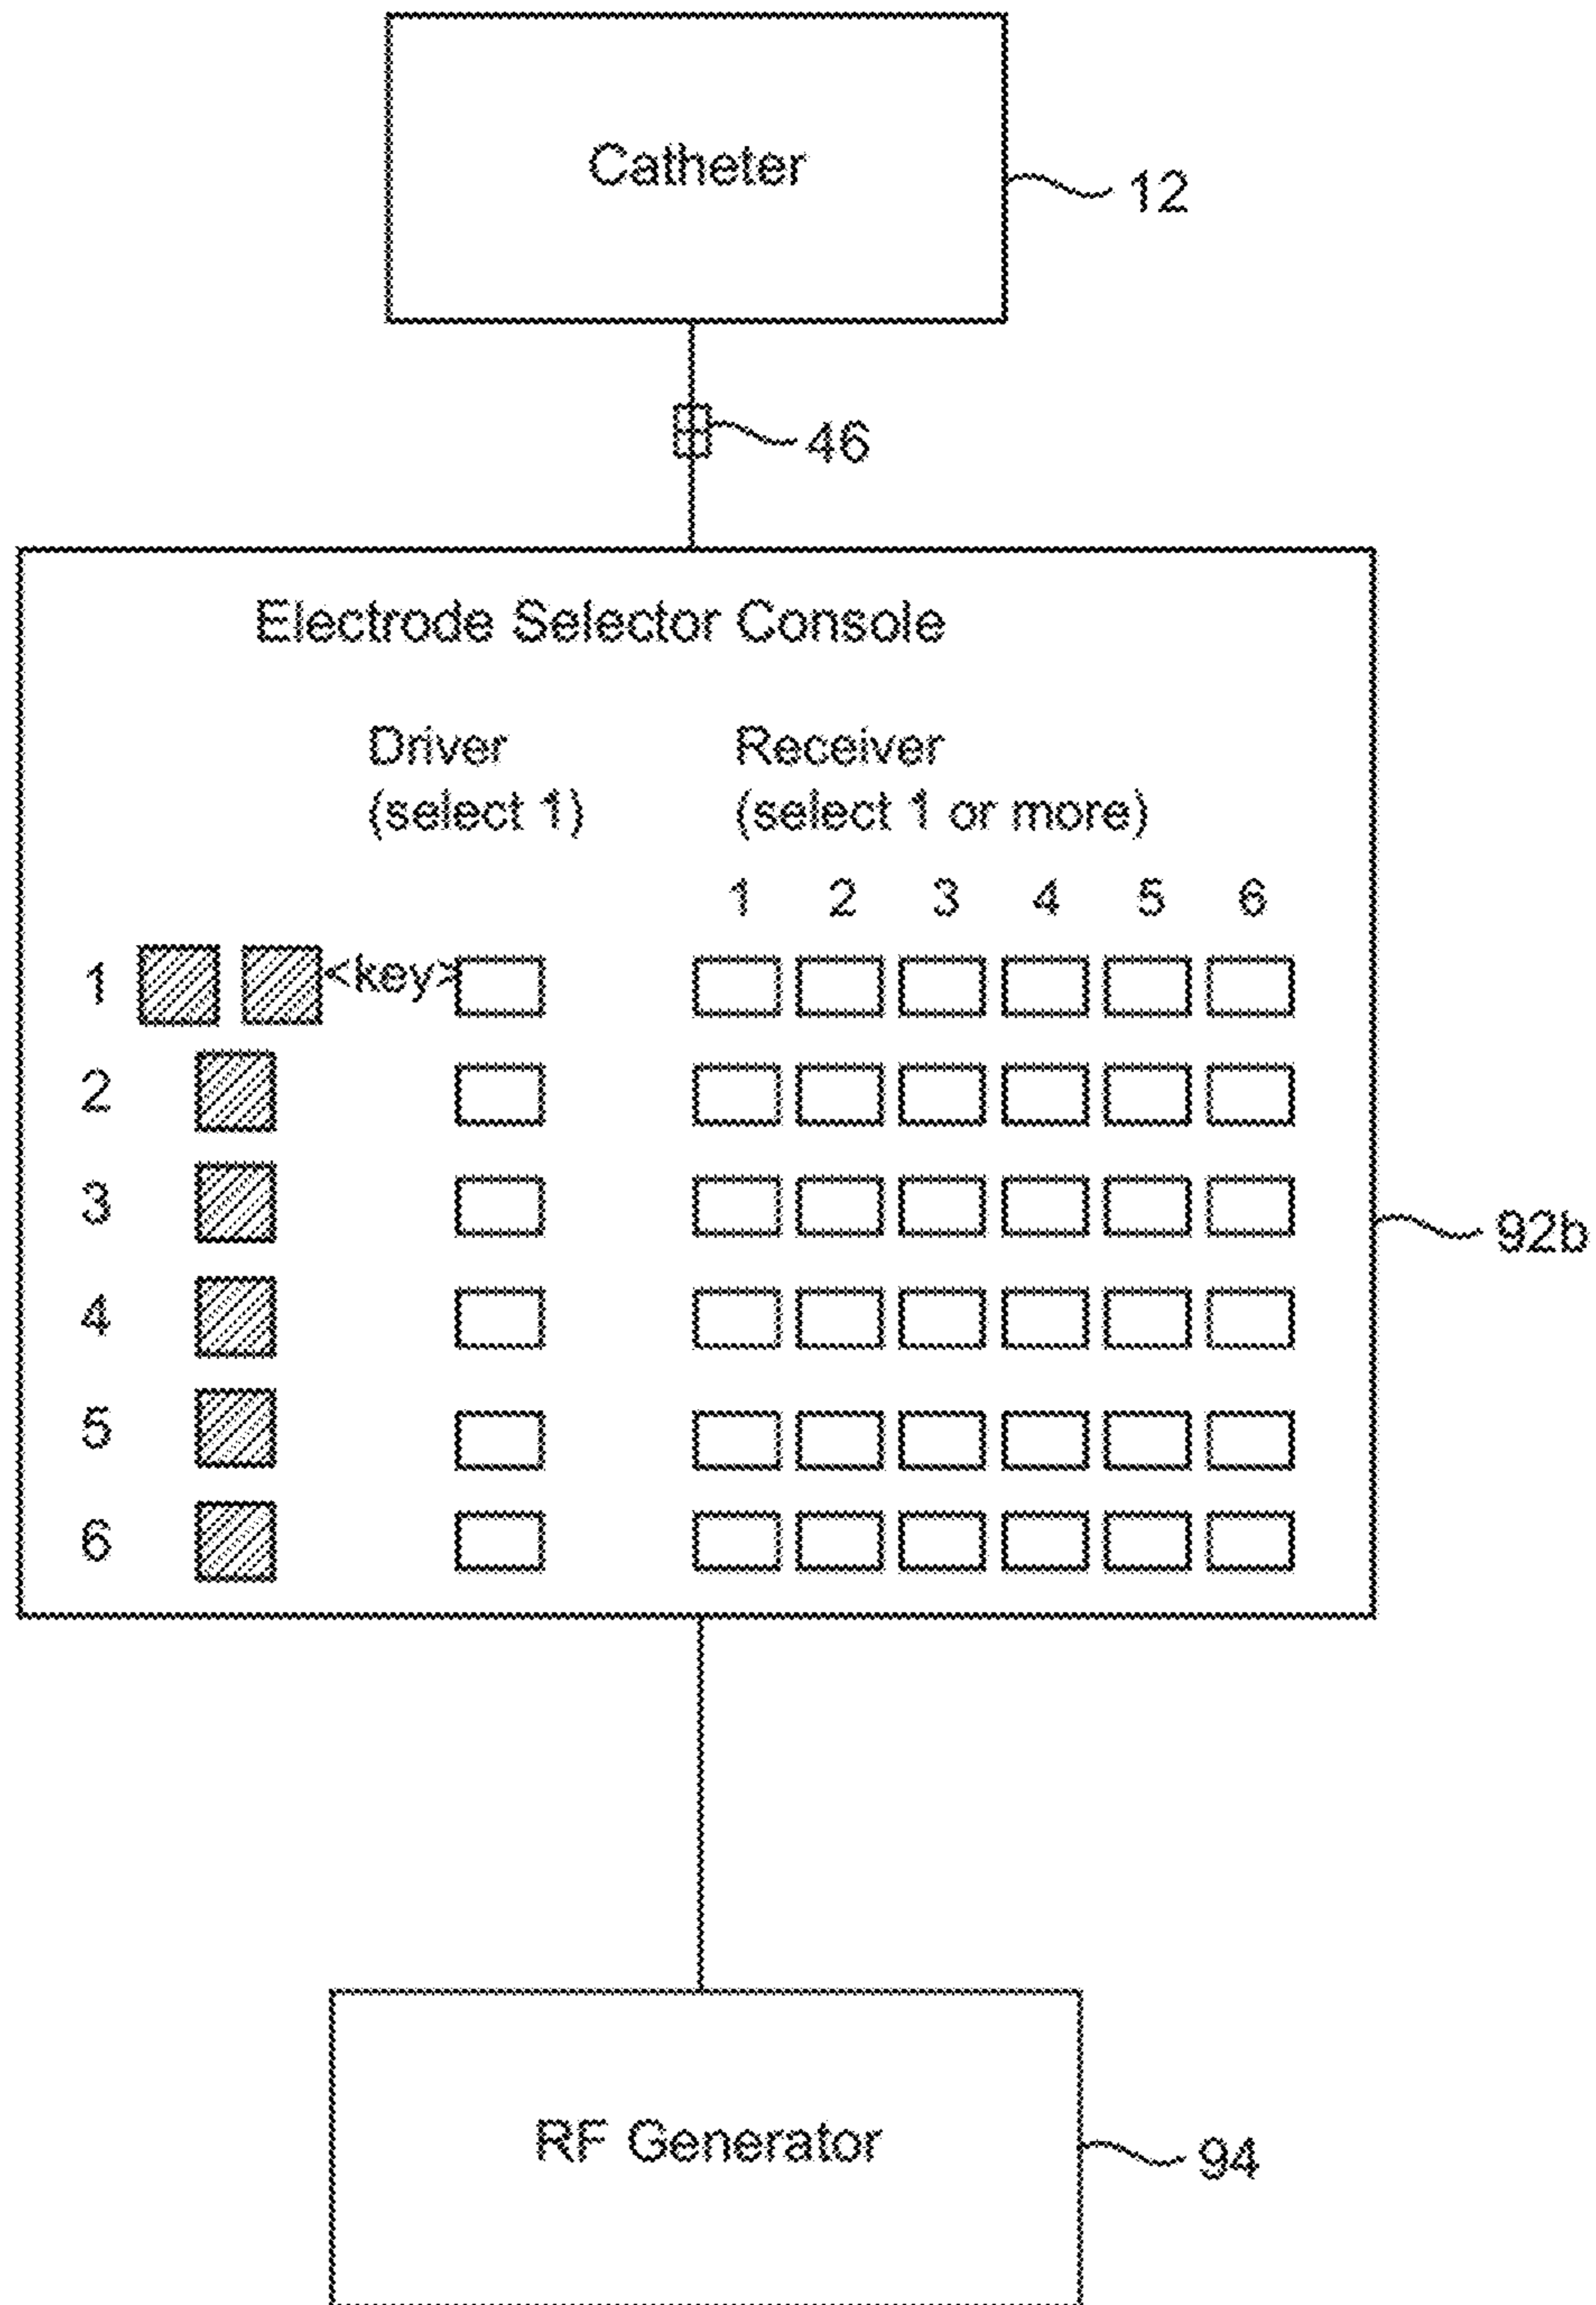 Catheter
12
46
Electrode Selector Console
Driver Receiver
(select 1) (select 1 or more)
1 2 3 4 5 6
1 <key>
2
3
92b
4
5
6
RF Generator
94